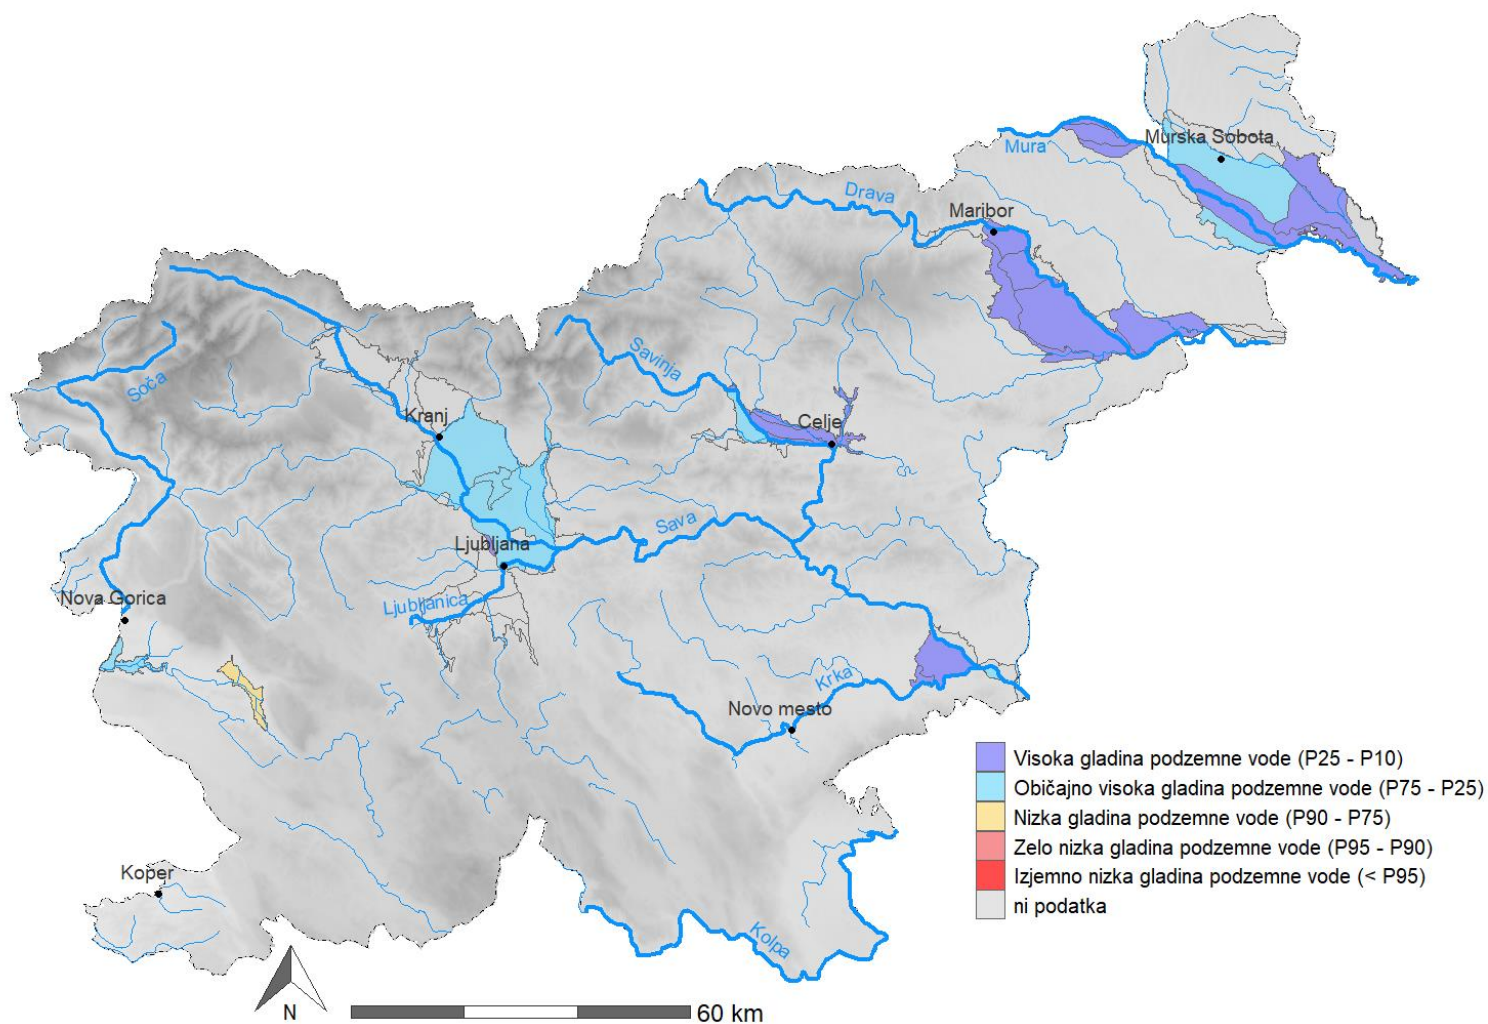 Murska Sobota
Mura
Drava
Maribor
Savinja
Soča
Kranj
Celje
Sava
Ljubljana
Nova Gorica
Ljubljanica
Krka
Novo mesto
Visoka gladina podzemne vode (P25 - P10)
Običajno visoka gladina podzemne vode (P75 - P25)
Nizka gladina podzemne vode (P90 - P75)
Zelo nizka gladina podzemne vode (P95 - P90)
Izjemno nizka gladina podzemne vode (< P95)
ni podatka
Koper
Kolpa
N
60 km